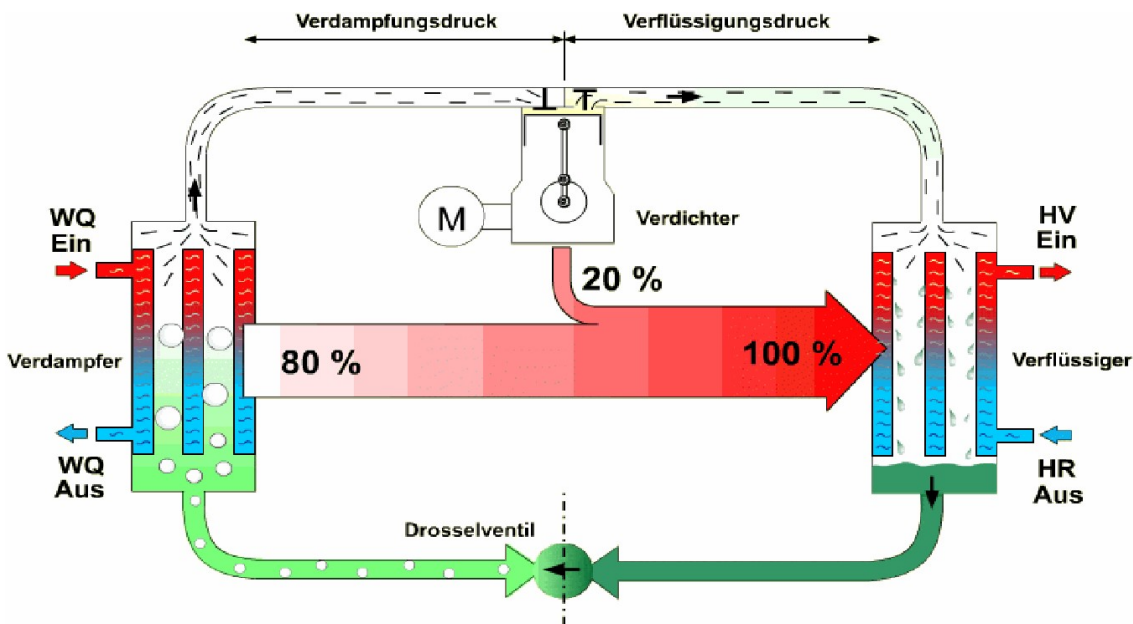 Verdampfungsdruck
Verflüssigungsdruck
WQ
Ein
M
Verdichter
HV
Ein
20 %
Verdampfer
80 %
100 %
Verflüssiger
WQ
Aus
HR
Aus
Drosselventil